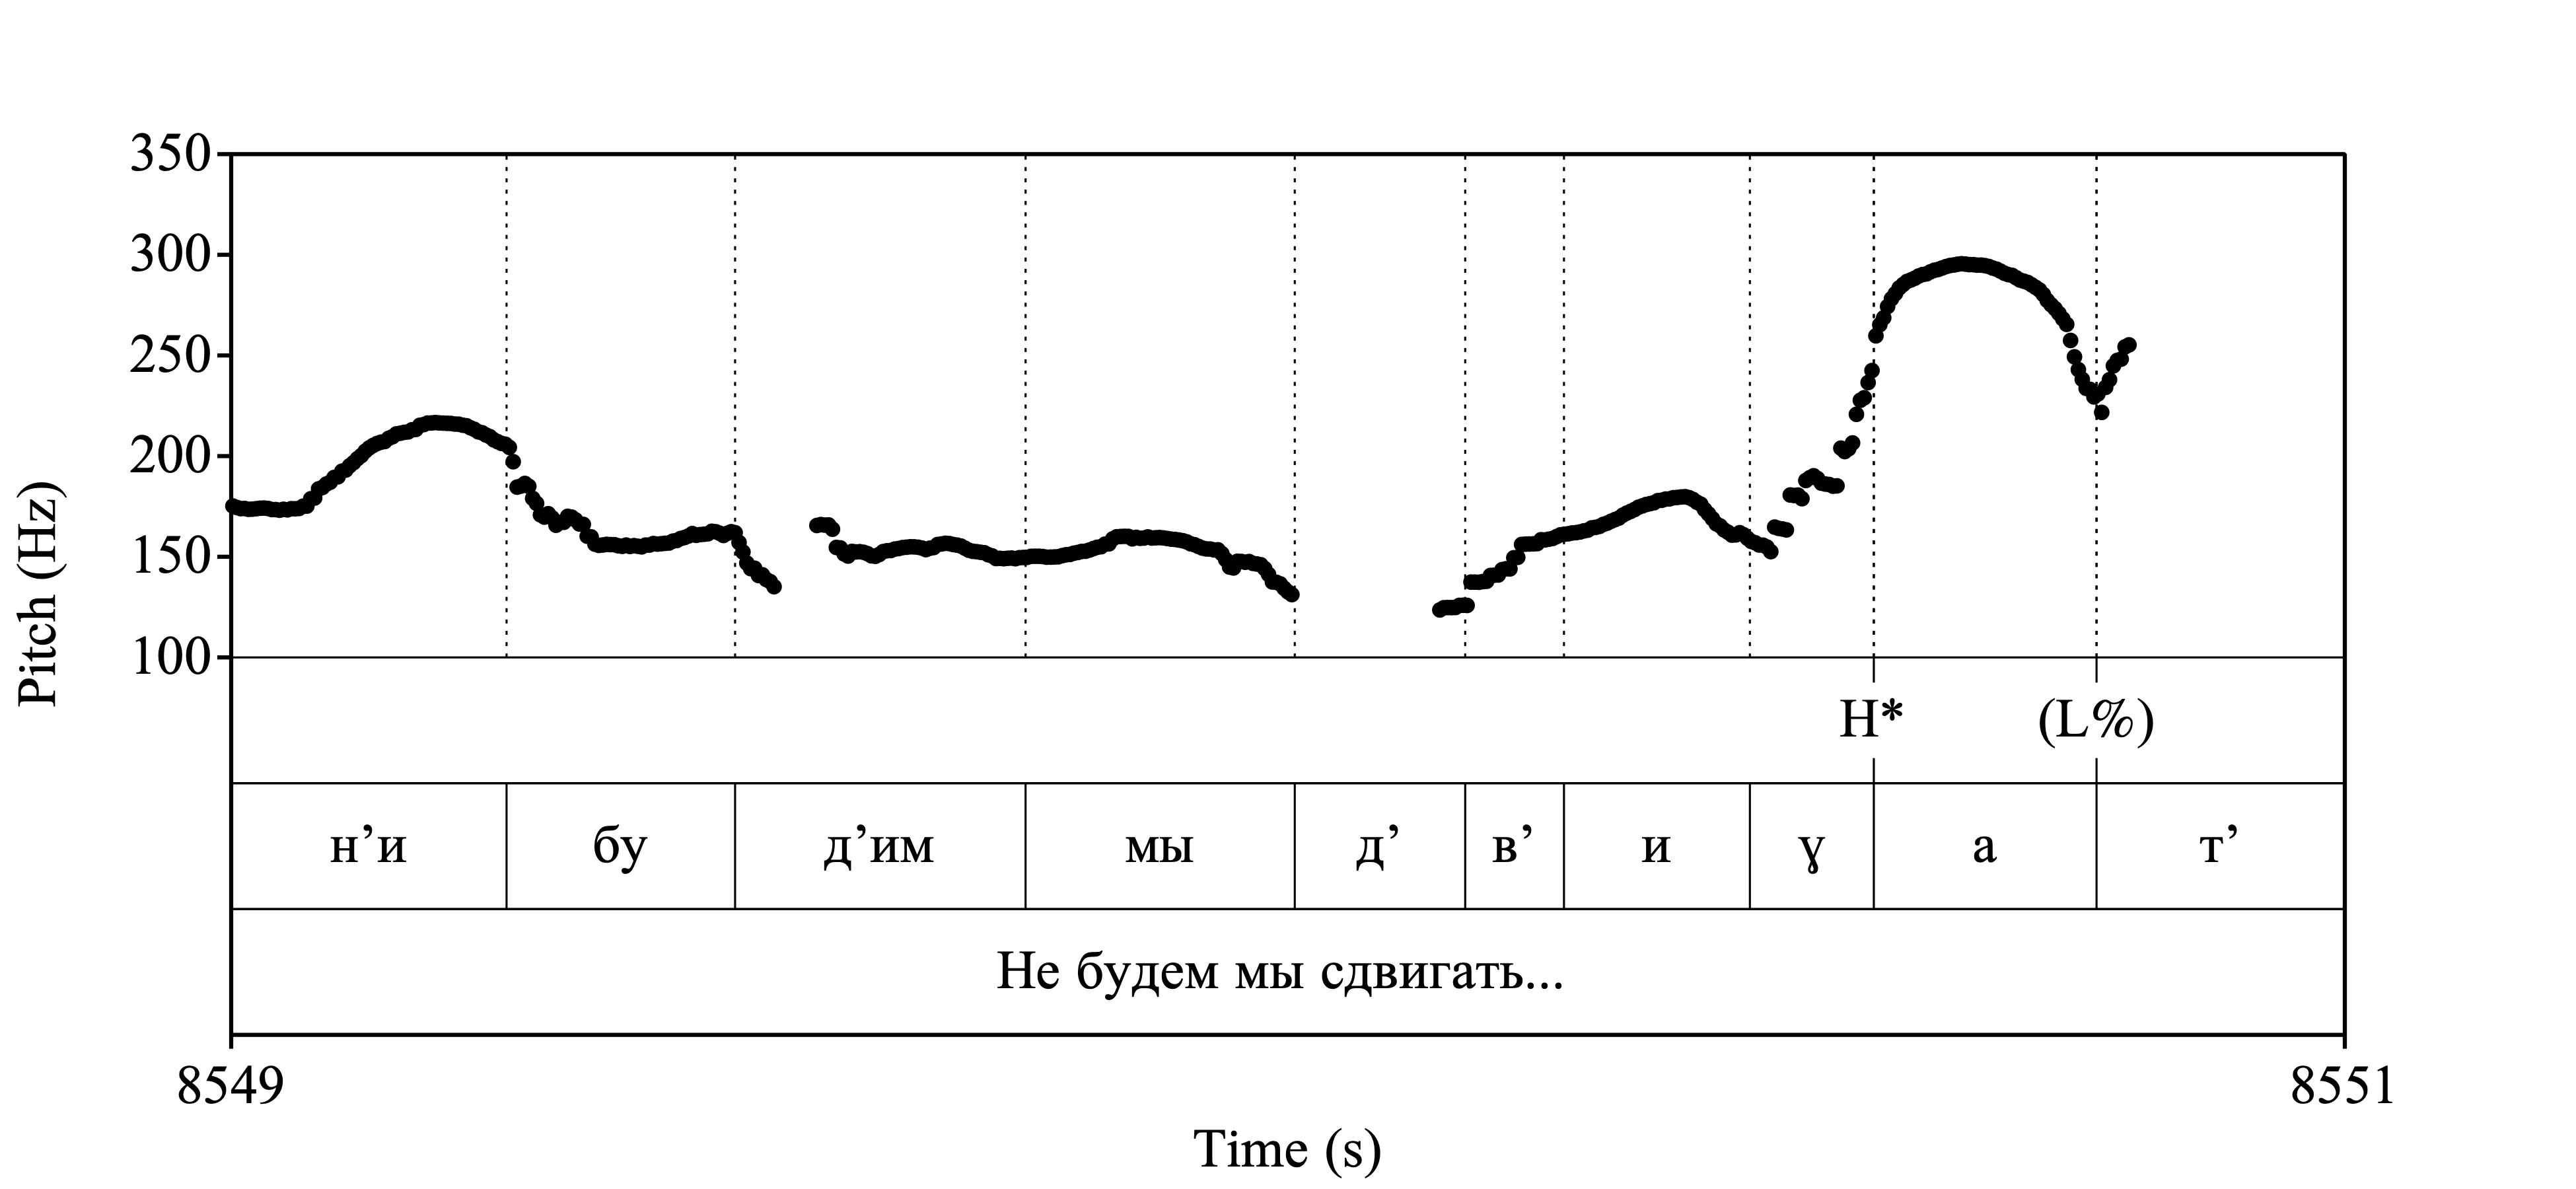 350
300
250
200
150
100
Pitch (Hz)
H* (L%)
н’и бу д’им мы д’ в’ и ɣ а т’
Не будем мы сдвигать...
8549 8551
Time (s)